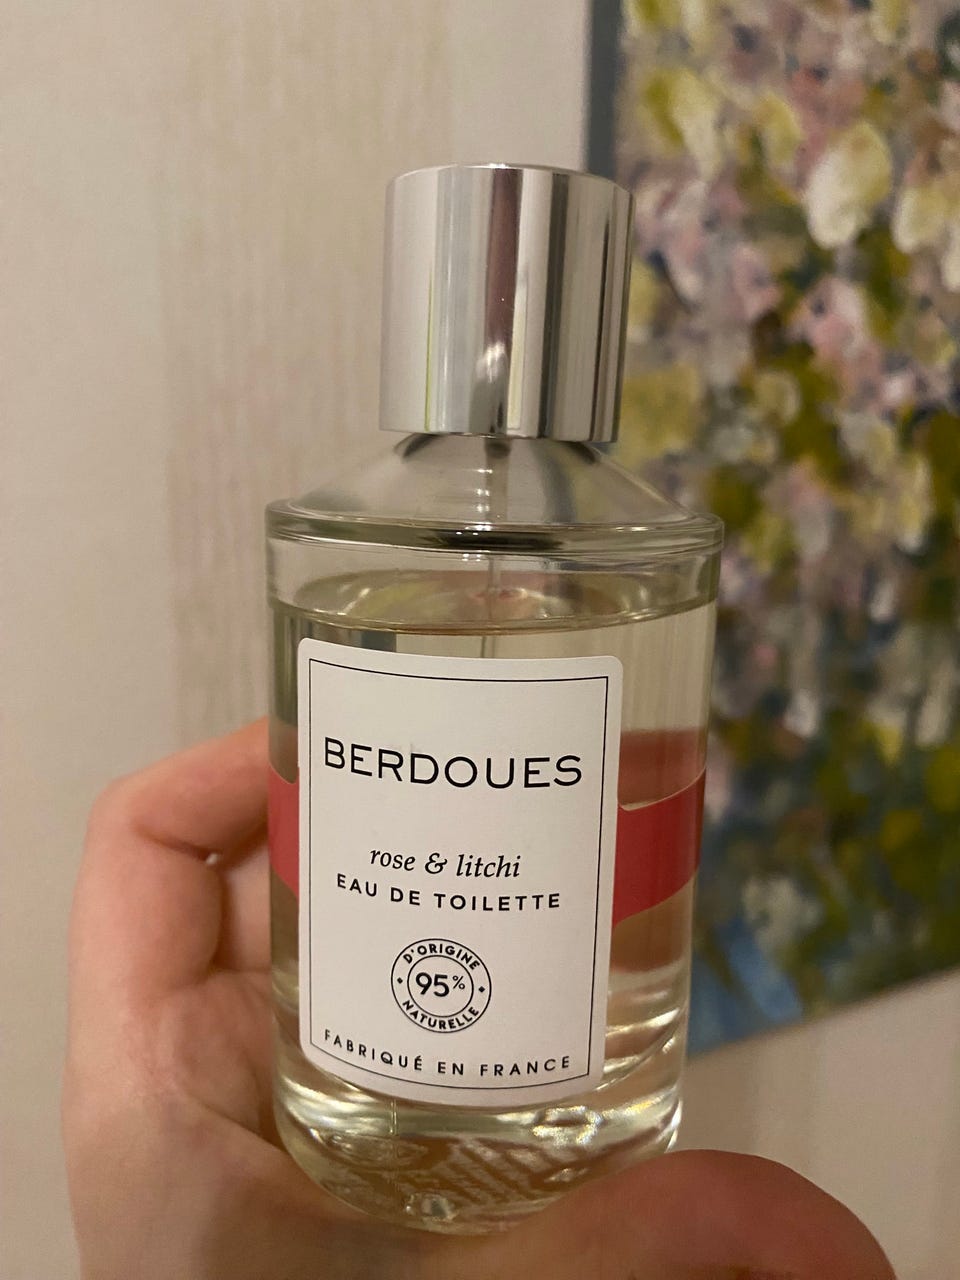 BERDOUES
rose & litchi
EAU DE TOILETTE
D'ORIGINE
95%
NATURELLE
FABRIQUÉ EN FRANCE